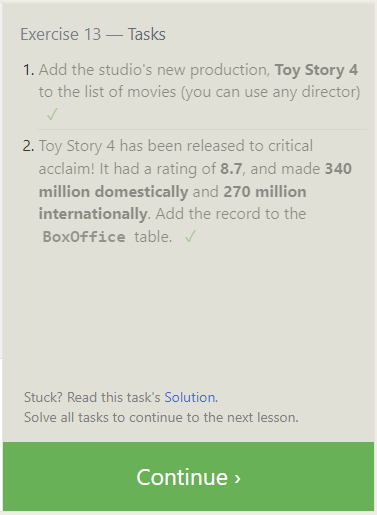 Exercise 13 — Tasks
1. Add the studio's new production, Toy Story 4
to the list of movies (you can use any director)
✓
2. Toy Story 4 has been released to critical
acclaim! It had a rating of 8.7, and made 340
million domestically and 270 million
internationally. Add the record to the
BoxOffice table. ✓
Stuck? Read this task's Solution.
Solve all tasks to continue to the next lesson.
Continue ›